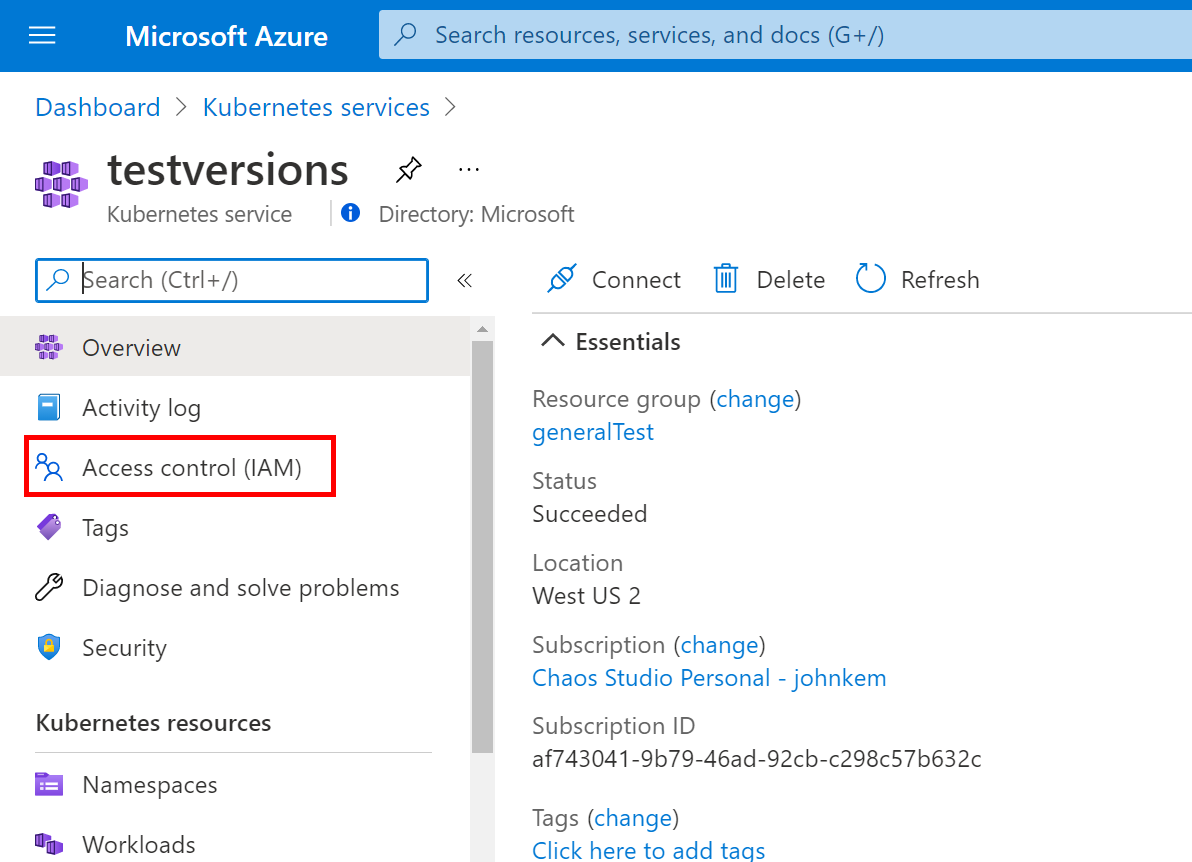 Microsoft Azure
Search resources, services, and docs (G+/)
Dashboard > Kubernetes services >
testversions
...
Kubernetes service
Directory: Microsoft
Search (Ctrl+/)
«
Overview
Activity log
Access control (IAM)
Tags
Diagnose and solve problems
Security
Kubernetes resources
Namespaces
Workloads
Connect
Delete
Refresh
Essentials
Resource group (change)
generalTest
Status
Succeeded
Location
West US 2
Subscription (change)
Chaos Studio Personal - johnkem
Subscription ID
af743041-9b79-46ad-92cb-c298c57b632c
Tags (change)
Click here to add tags